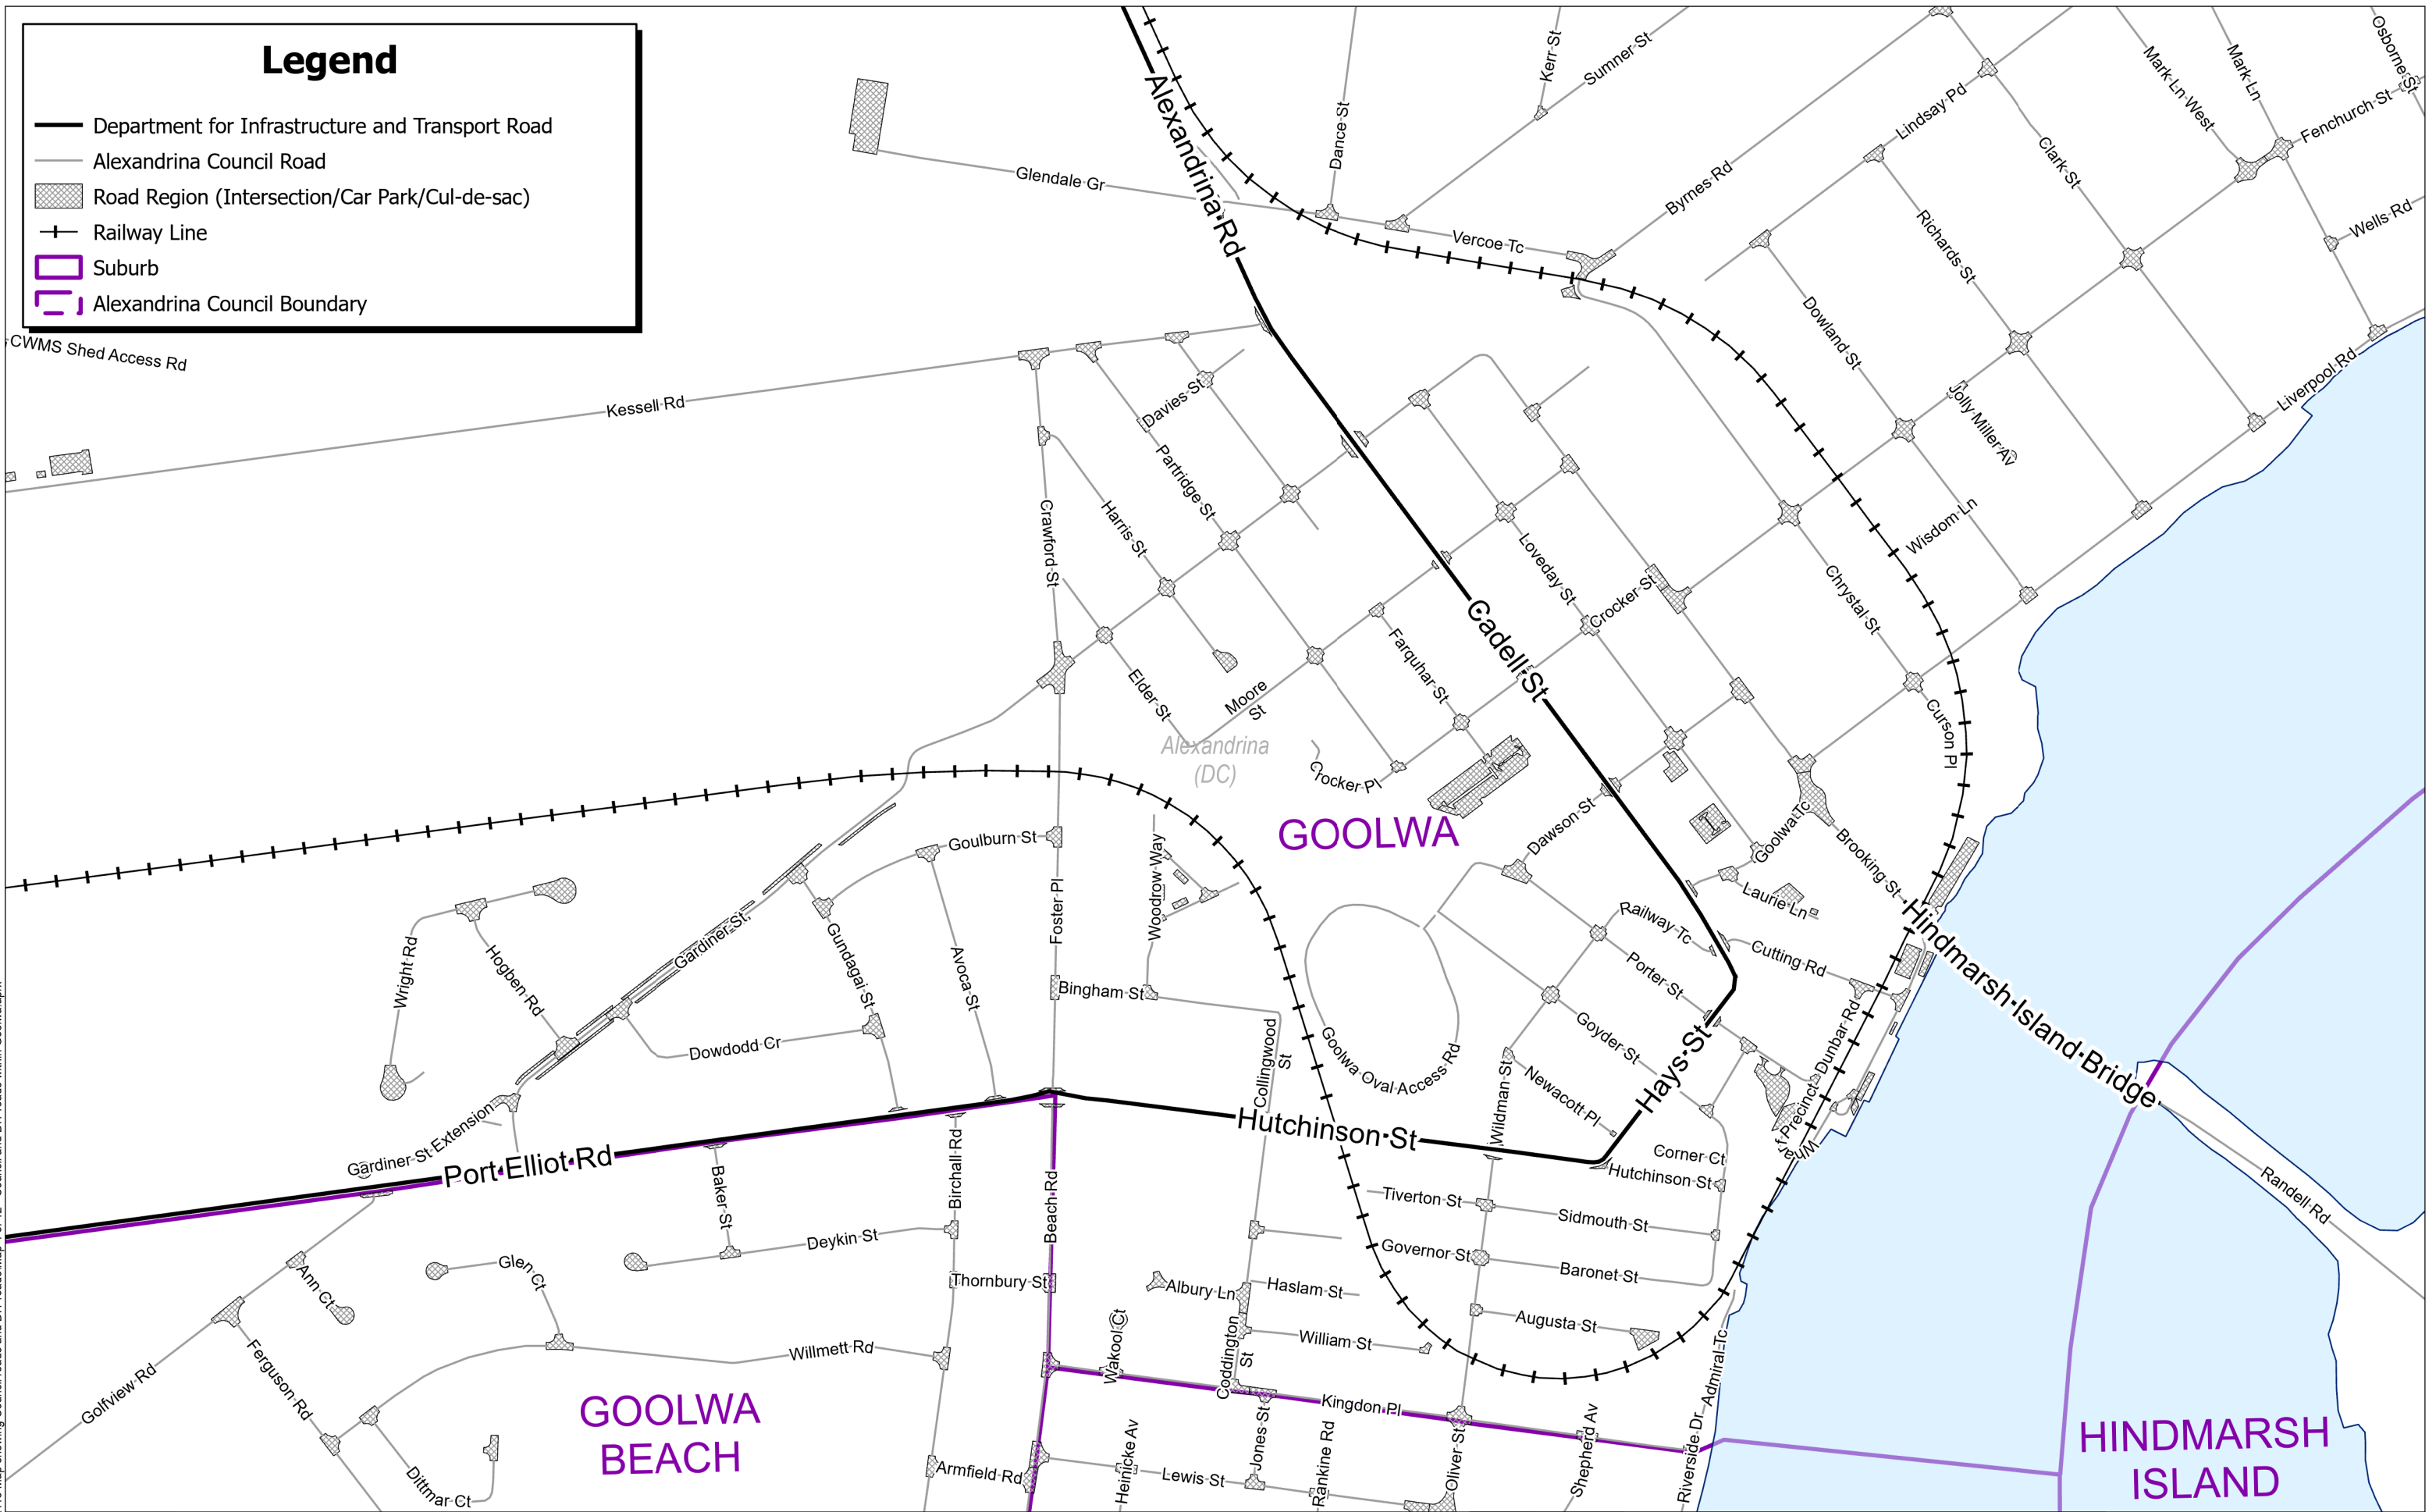 Legend
Department for Infrastructure and Transport Road
Alexandrina Council Road
Road Region (Intersection/Car Park/Cul-de-sac)
Railway Line
Suburb
Alexandrina Council Boundary
Osborne St
Kerr St
Sumner St
Mark Ln West
Mark Ln
Alexandrina Rd
Fenchurch St
Lindsay Pd
Dance St
Clark St
Glendale Gr
Byrnes Rd
Wells Rd
Vercoe Tc
Richards St
CWMS Shed Access Rd
Dowland St
Liverpool Rd
Kessell Rd
Davies St
Jolly Miller Av
Partridge St
Harris St
Crawford St
Wisdom Ln
Loveday St
Crocker St
Chrystal St
Cadell St
Farquhar St
Elder St
Moore
St
Curson Pl
Alexandrina
(DC)
Crocker Pl
GOOLWA
Dawson St
Goolwa Tc
Goulburn St
Brooking St
Woodrow Way
Foster Pl
Laurie Ln
Gardiner St
Railway Tc
Hindmarsh Island Bridge
Wright Rd
Hogben Rd
Gundagai St
Avoca St
Cutting Rd
Porter St
Bingham St
Dunbar Rd
Goyder St
Collingwood
St
Goolwa Oval Access Rd
Dowdodd Cr
Hays St
Newacott Pl
Wildman St
Wharf Precinct
Hutchinson St
Gardiner St Extension
Port Elliot Rd
Corner Ct
Hutchinson St
Birchall Rd
Baker St
Beach Rd
Tiverton St
Sidmouth St
Randell Rd
Deykin St
Governor St
Baronet St
Glen Ct
Ann Ct
Thornbury St
Albury Ln
Haslam St
Augusta St
William St
Wakool Ct
Coddington
St
Ferguson Rd
Willmett Rd
Admiral Tc
Golfview Rd
Kingdon Pl
GOOLWA
BEACH
HINDMARSH
ISLAND
Jones St
Rankine Rd
Heinicke Av
Oliver St
Shepherd Av
Riverside Dr
Armfield Rd
Lewis St
Dittmar Ct